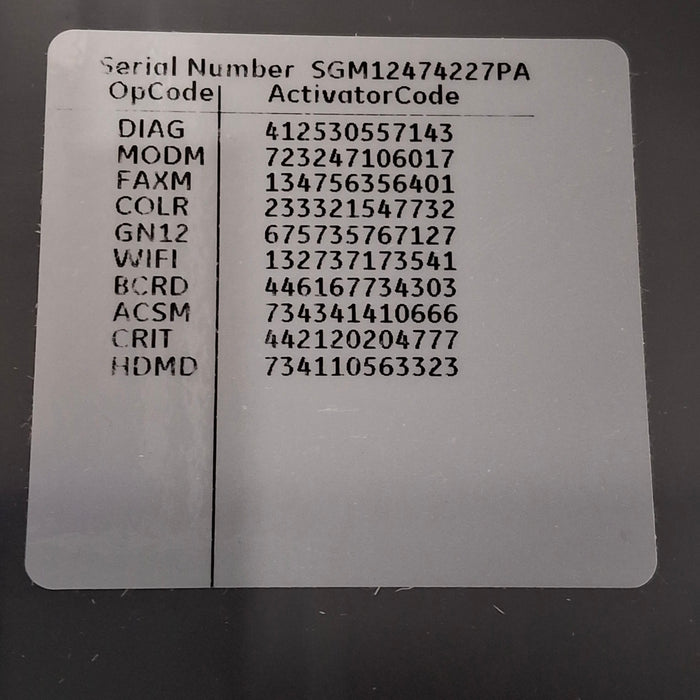 Serial Number SGM12474227PA
OpCode ActivatorCode
DIAG 412530557143
MODM 723247106017
FAXM 134756356401
COLR 233321547732
GN12 675735767127
WIFI 132737173541
BCRD 446167734303
ACSM 734341410666
CRIT 442120204777
HDMD 734110563323